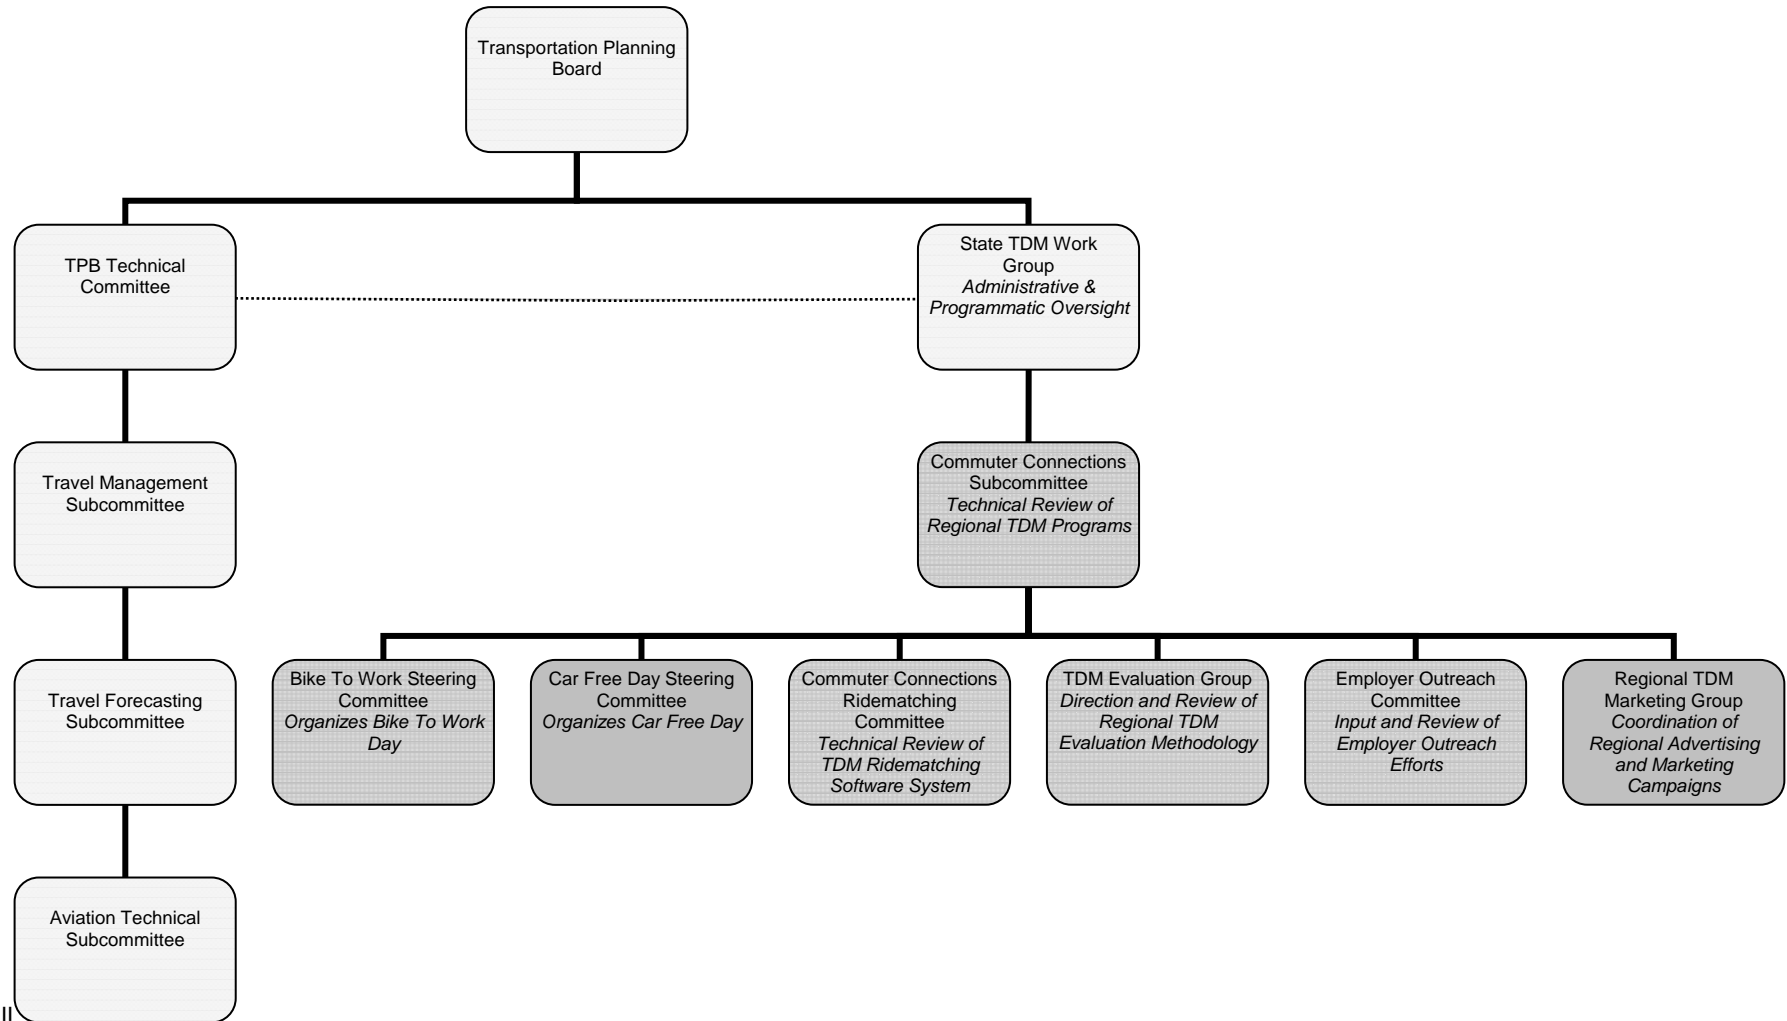 Transportation Planning
Board
TPB Technical
Committee
State TDM Work
Group
Administrative &
Programmatic Oversight
Travel Management
Subcommittee
Commuter Connections
Subcommittee
Technical Review of
Regional TDM Programs
Travel Forecasting
Subcommittee
Bike To Work Steering
Committee
Organizes Bike To Work
Day
Car Free Day Steering
Committee
Organizes Car Free Day
Commuter Connections
Ridematching
Committee
Technical Review of
TDM Ridematching
Software System
TDM Evaluation Group
Direction and Review of
Regional TDM
Evaluation Methodology
Employer Outreach
Committee
Input and Review of
Employer Outreach
Efforts
Regional TDM
Marketing Group
Coordination of
Regional Advertising
and Marketing
Campaigns
Aviation Technical
Subcommittee
II